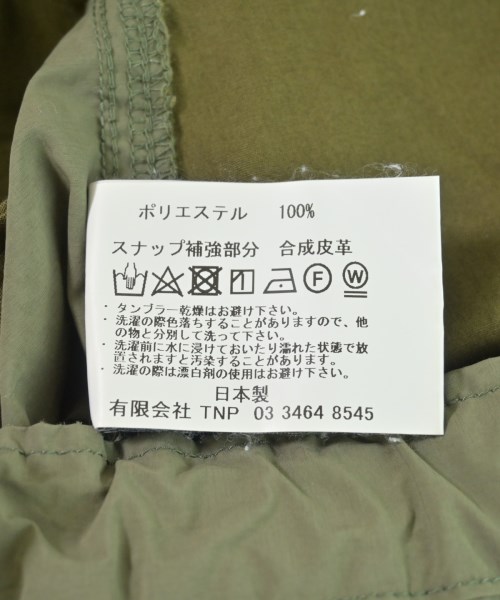 ポリエステル 100%
スナップ補強部分 合成皮革
F W
・タンブラー乾燥はお避け下さい。
・洗濯の際色落ちすることがありますので、他
の物と分別して洗って下さい。
・洗濯前に水に浸けておいたり濡れた状態で放
置されますと汚染することがあります。
・洗濯の際は漂白剤の使用はお避け下さい。
日本製
有限会社 TNP 03 3464 8545